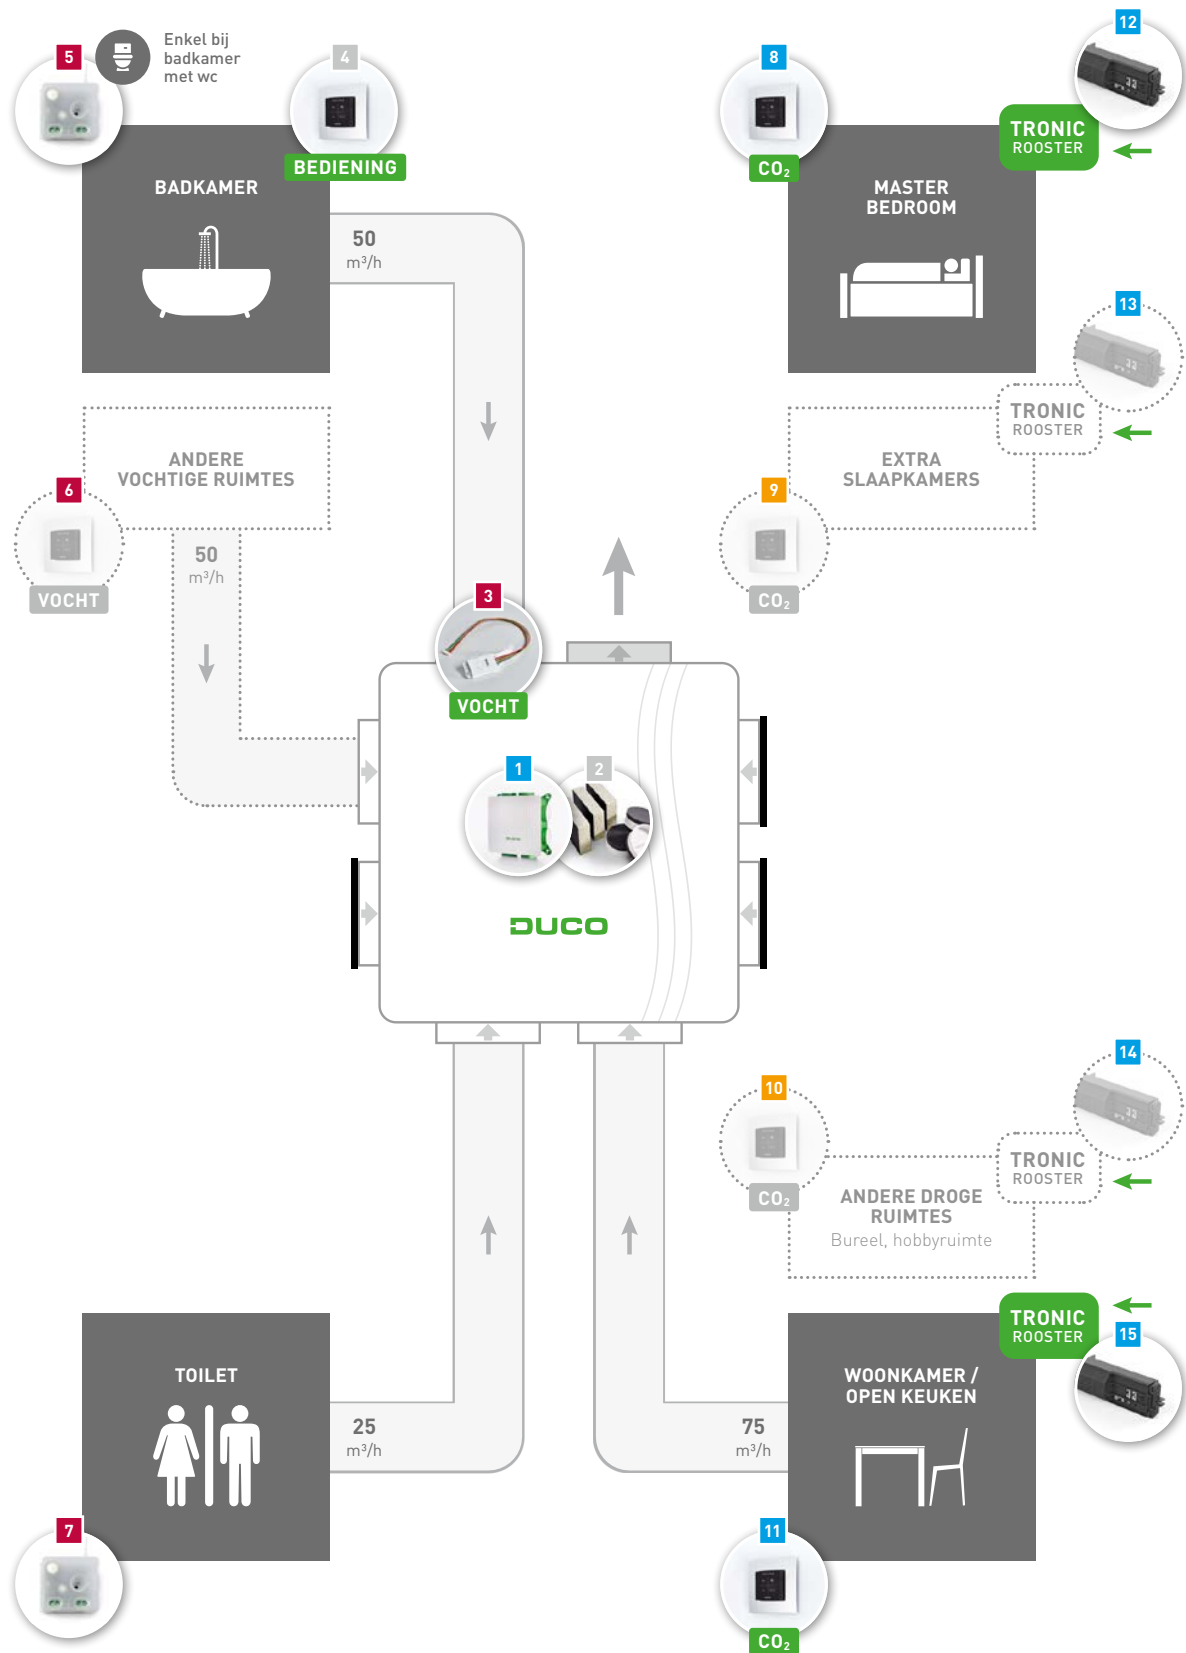 5
Enkel bij
badkamer
met wc
4
BEDIENING
BADKAMER
50
m³/h
8
CO₂
12
TRONIC
ROOSTER
MASTER
BEDROOM
13
TRONIC
ROOSTER
ANDERE
VOCHTIGE RUIMTES
6
VOCHT
50
m³/h
EXTRA
SLAAPKAMERS
9
CO₂
3
VOCHT
1
2
DUCO
14
TRONIC
ROOSTER
10
CO₂
ANDERE DROGE
RUIMTES
Bureel, hobbyruimte
TOILET
25
m³/h
7
75
m³/h
TRONIC
ROOSTER
15
WOONKAMER /
OPEN KEUKEN
11
CO₂